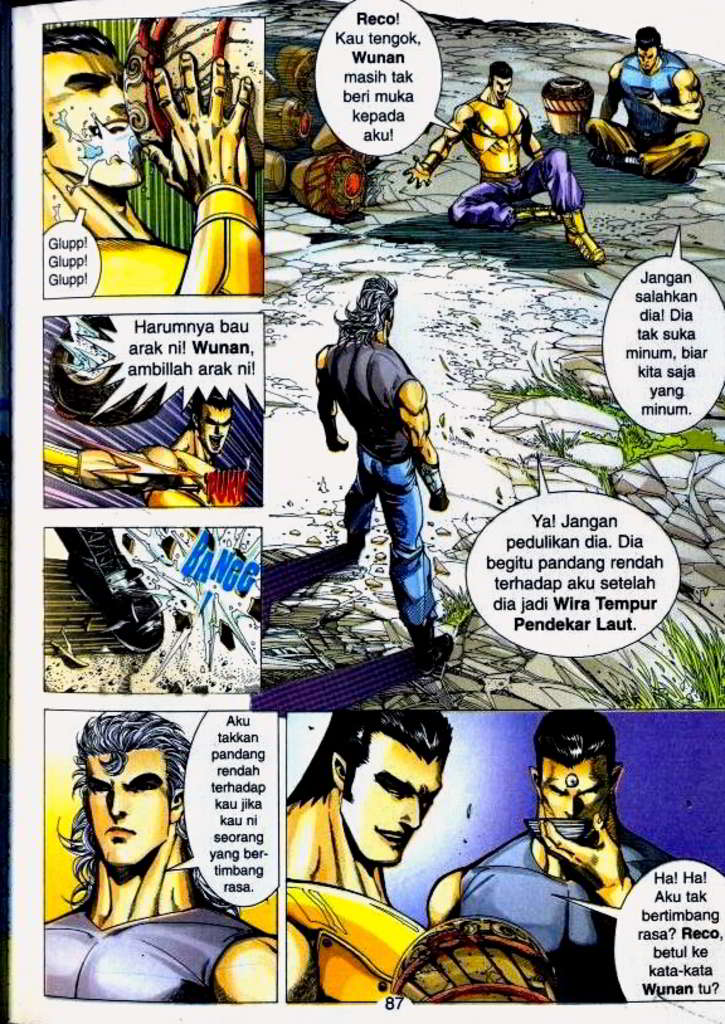 Glupp!
Glupp!
Glupp!
Reco!
Kau tengok,
Wunan
masih tak
beri muka
kepada
aku!
Jangan
salahkan
dia! Dia
tak suka
minum, biar
kita saja
yang
minum.
Harumnya bau
arak ni! Wunan,
ambillah arak ni!
PUKK
BANGG
!
Ya! Jangan
pedulikan dia. Dia
begitu pandang rendah
terhadap aku setelah
dia jadi Wira Tempur
Pendekar Laut.
Aku
takkan
pandang
rendah
terhadap
kau jika
kau ni
seorang
yang ber-
timbang
rasa.
Ha! Ha!
Aku tak
bertimbang
rasa? Reco,
betul ke
kata-kata
Wunan tu?
87